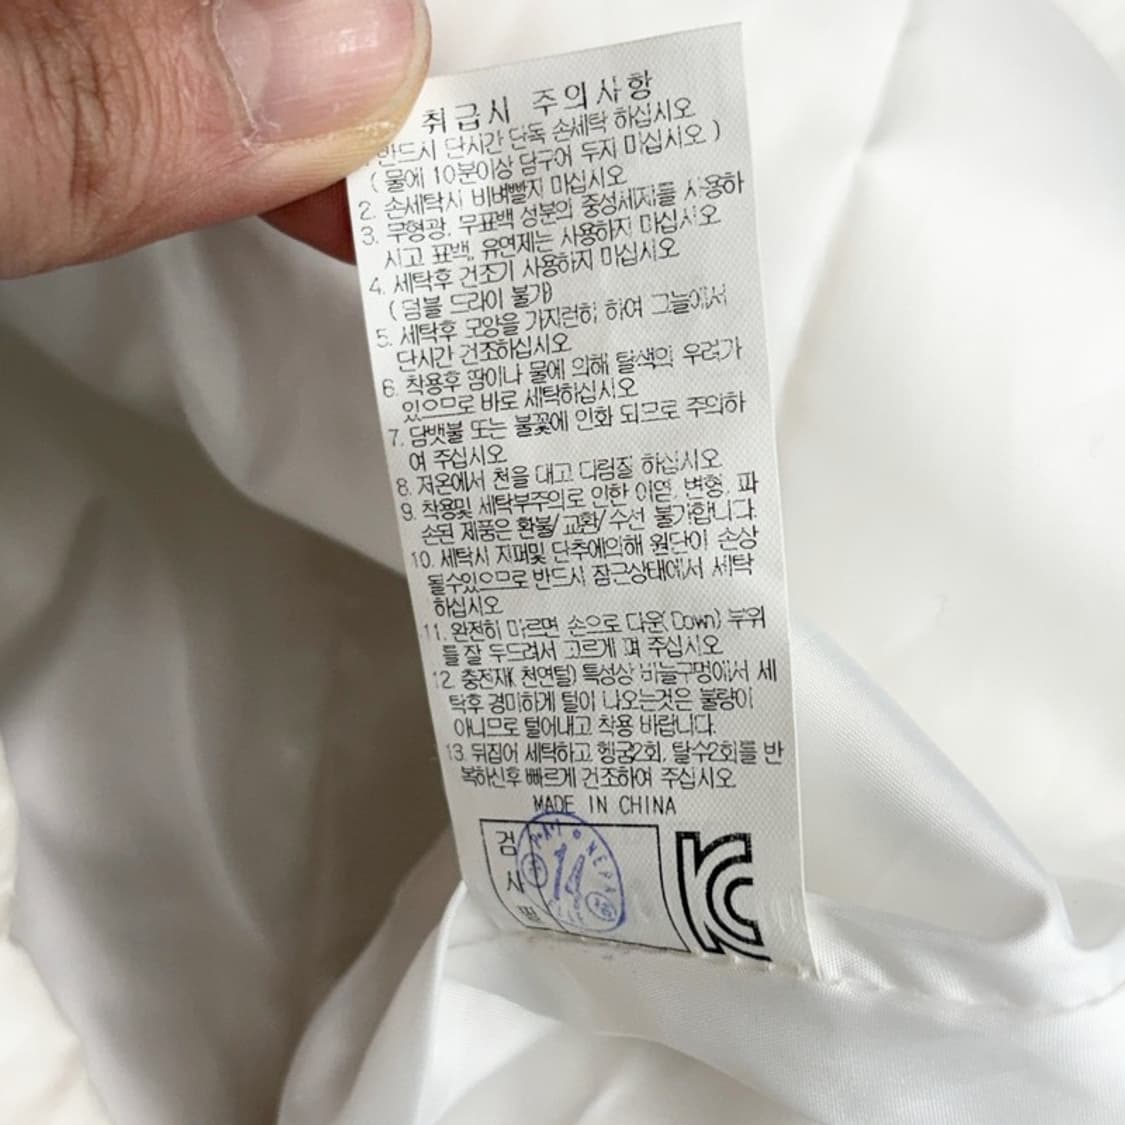 취급시 주의사항
반드시 단시간 단독 손세탁 하십시오
( 물에 10분이상 담구어 두지 마십시오 )
2. 손세탁시 비벼빨지 마십시오
3. 무형광, 무표백 성분의 중성세제를 사용하
시고 표백, 유연제는 사용하지 마십시오
4. 세탁후 건조기 사용하지 마십시오
( 덤블 드라이 불가)
5. 세탁후 모양을 가지런히 하여 그늘에서
단시간 건조하십시오
6. 착용후 땀이나 물에 의해 탈색의 우려가
있으므로 바로 세탁하십시오
7. 담뱃불 또는 불꽃에 인화 되므로 주의하
여 주십시오
8. 저온에서 천을 대고 다림질 하십시오
9. 착용및 세탁부주의로 인한 이염, 변형, 파
손된 제품은 환불/교환/수선 불가합니다.
10. 세탁시 지퍼및 단추에의해 원단이 손상
될수있으므로 반드시 잠근상태에서 세탁
하십시오
11. 완전히 마르면 손으로 다운(Down) 부위
를 잘 두드려서 고르게 펴 주십시오
12. 충전재( 천연털) 특성상 바늘구멍에서 세
탁후 경미하게 털이 나오는것은 불량이
아니므로 털어내고 착용 바랍니다.
13. 뒤집어 세탁하고 헹굼2회, 탈수2회를 반
복하신후 빠르게 건조하여 주십시오
MADE IN CHINA
검
사
필
KC